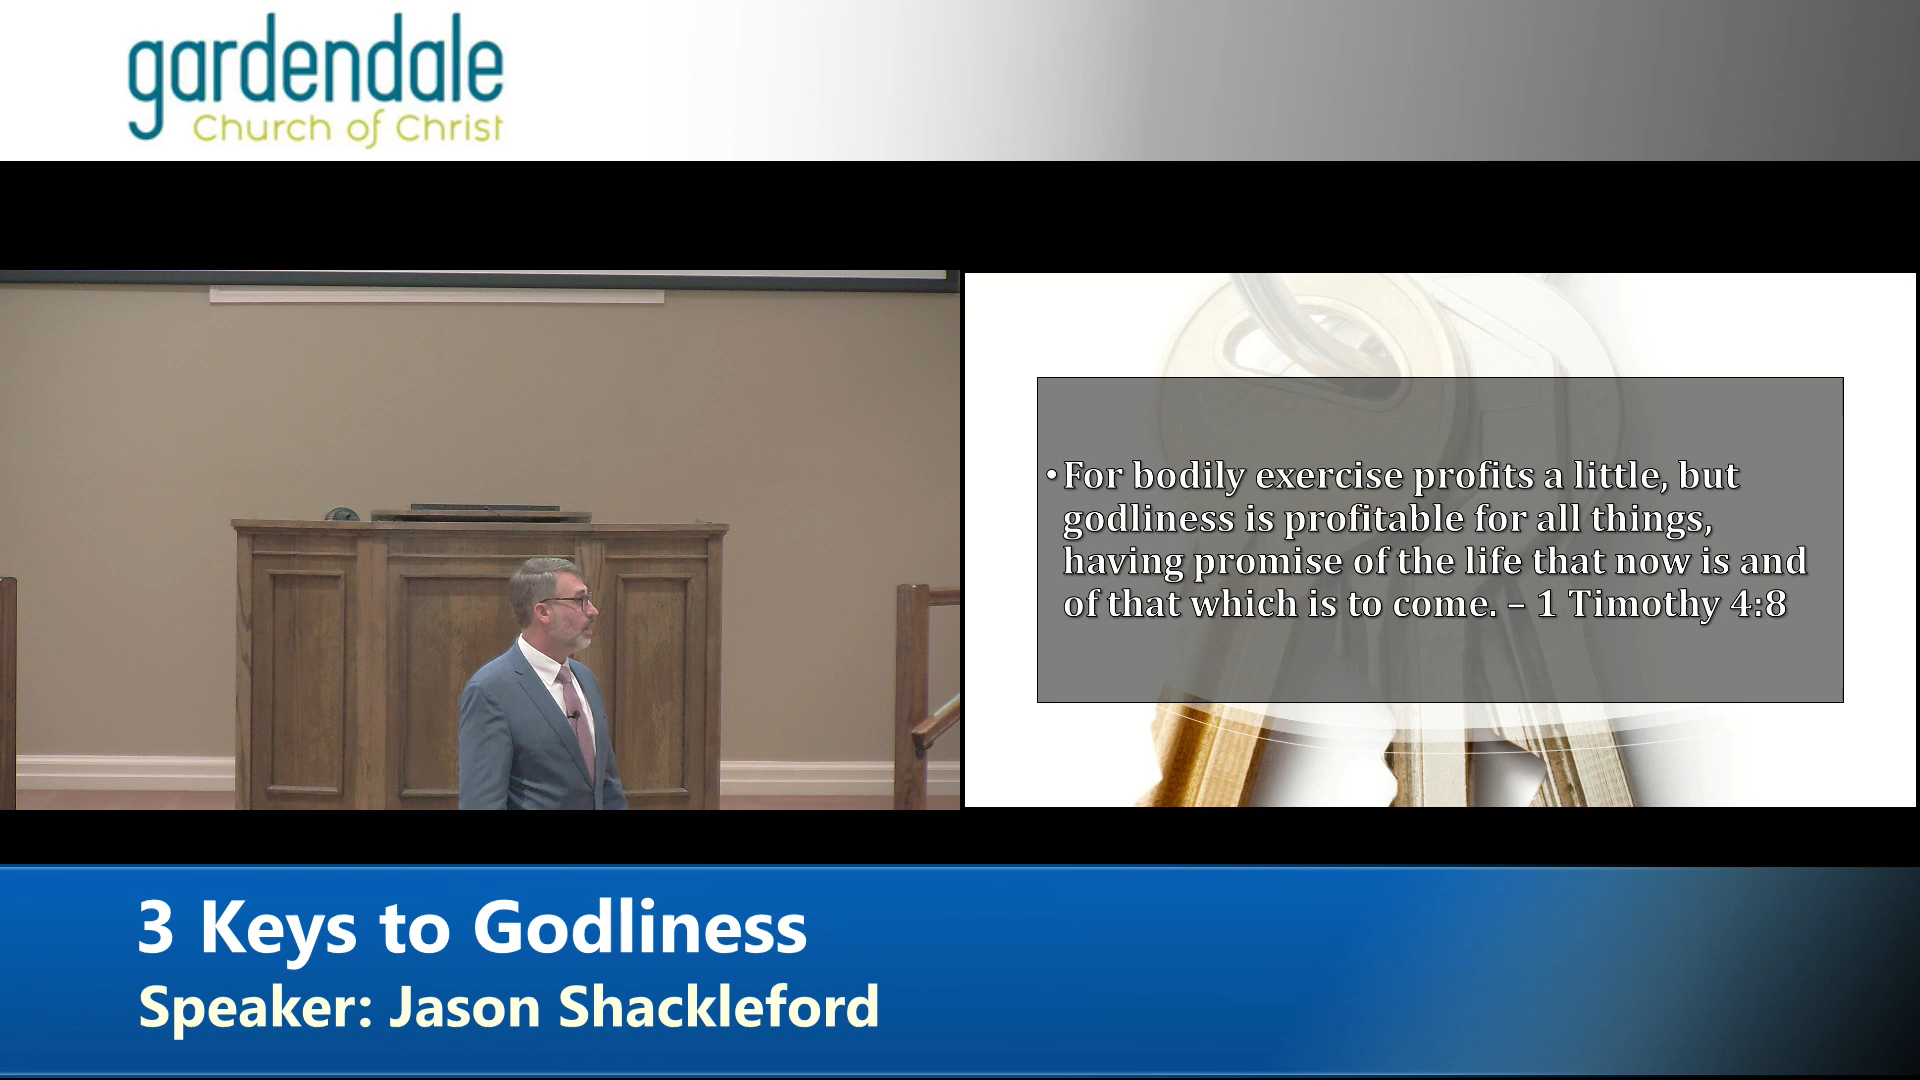 gardendale
Church of Christ
• For bodily exercise profits a little, but
godliness is profitable for all things,
having promise of the life that now is and
of that which is to come. – 1 Timothy 4:8
3 Keys to Godliness
Speaker: Jason Shackleford